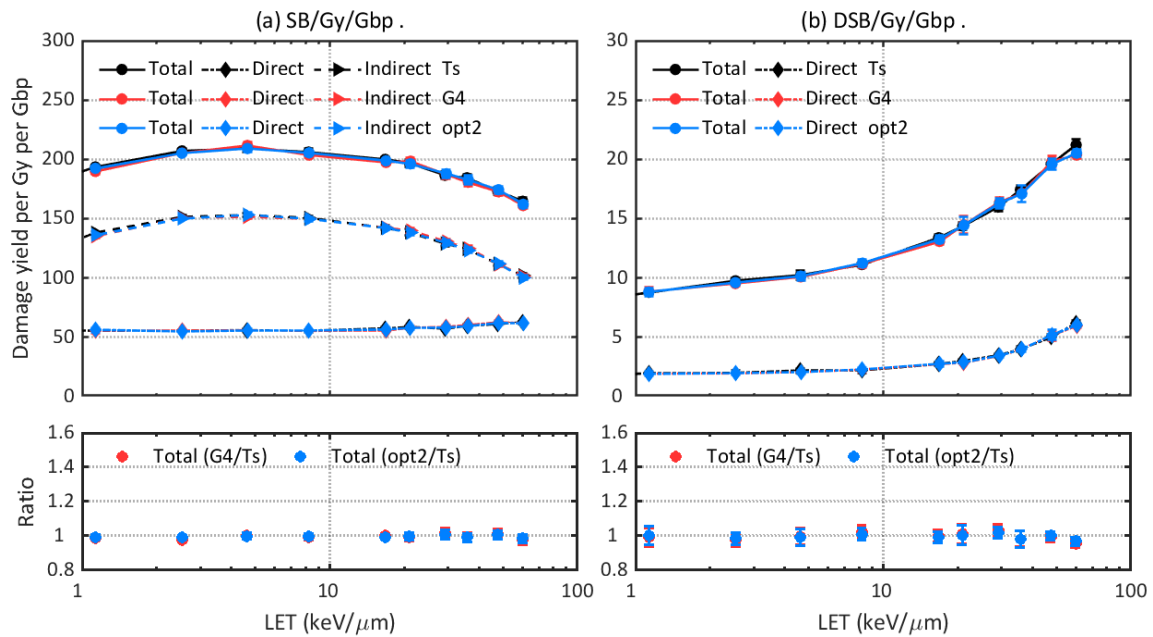 (a) SB/Gy/Gbp .
300
250
200
150
100
50
0
Damage yield per Gy per Gbp
Total Direct Indirect Ts
Total Direct Indirect G4
Total Direct Indirect opt2
(b) DSB/Gy/Gbp .
30
25
20
15
10
5
0
Total Direct Ts
Total Direct G4
Total Direct opt2
1.6
1.4
1.2
1
0.8
Ratio
Total (G4/Ts) Total (opt2/Ts)
1 10 100
LET (keV/μm)
1.6
1.4
1.2
1
0.8
Total (G4/Ts) Total (opt2/Ts)
1 10 100
LET (keV/μm)